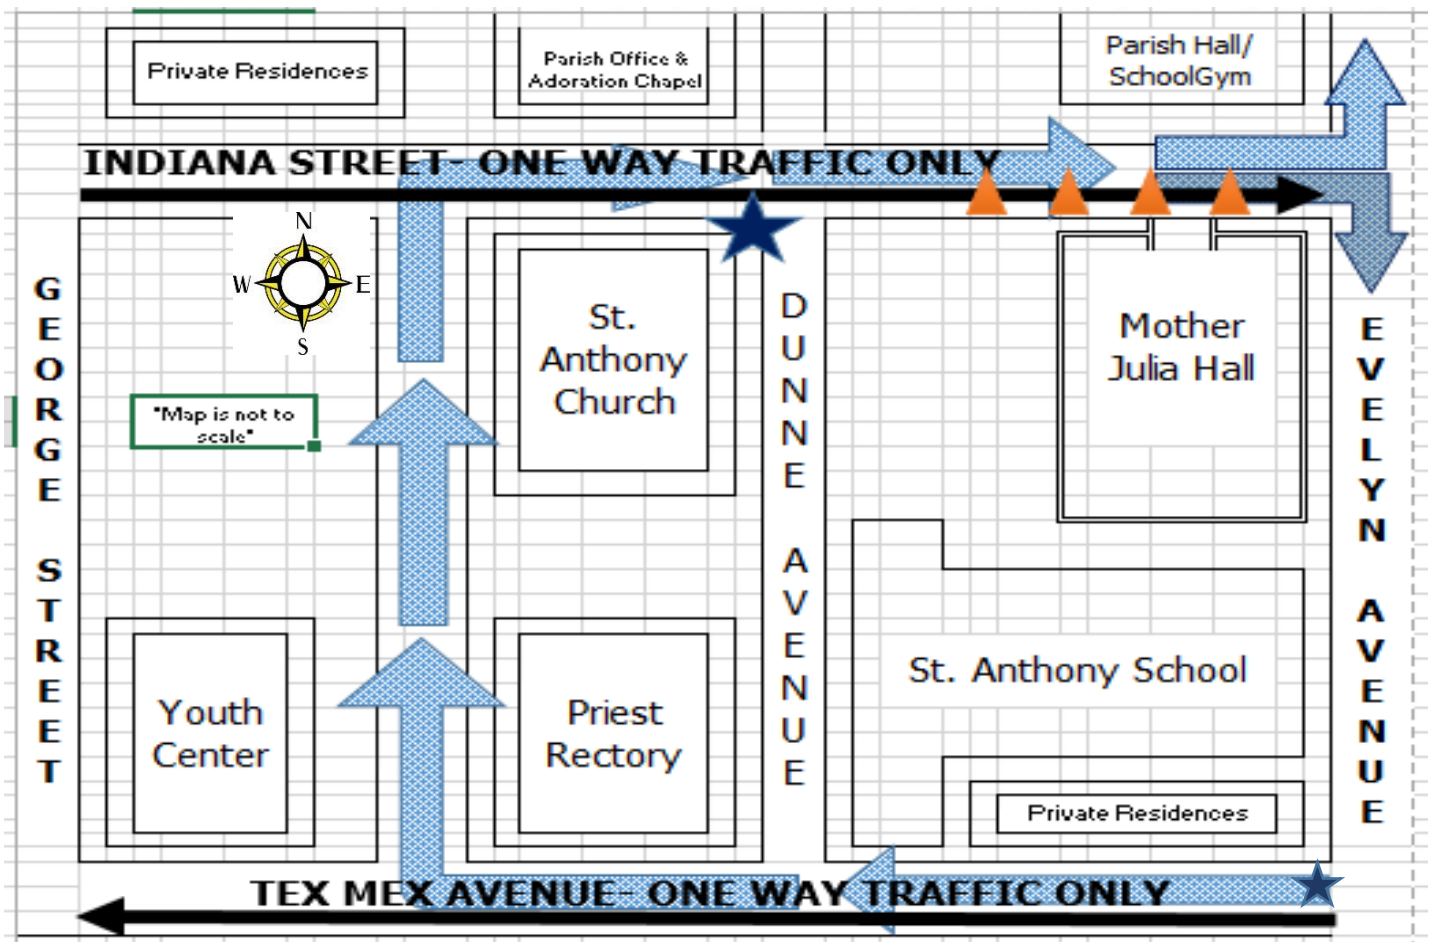 Private Residences
Parish Office &
Adoration Chapel
Parish Hall/
SchoolGym
INDIANA STREET- ONE WAY TRAFFIC ONLY
N
W
E
S
GEORGE STREET
"Map is not to
scale"
St.
Anthony
Church
DUNNE AVENUE
Mother
Julia Hall
EVELYN AVENUE
Youth
Center
Priest
Rectory
St. Anthony School
Private Residences
TEX MEX AVENUE- ONE WAY TRAFFIC ONLY